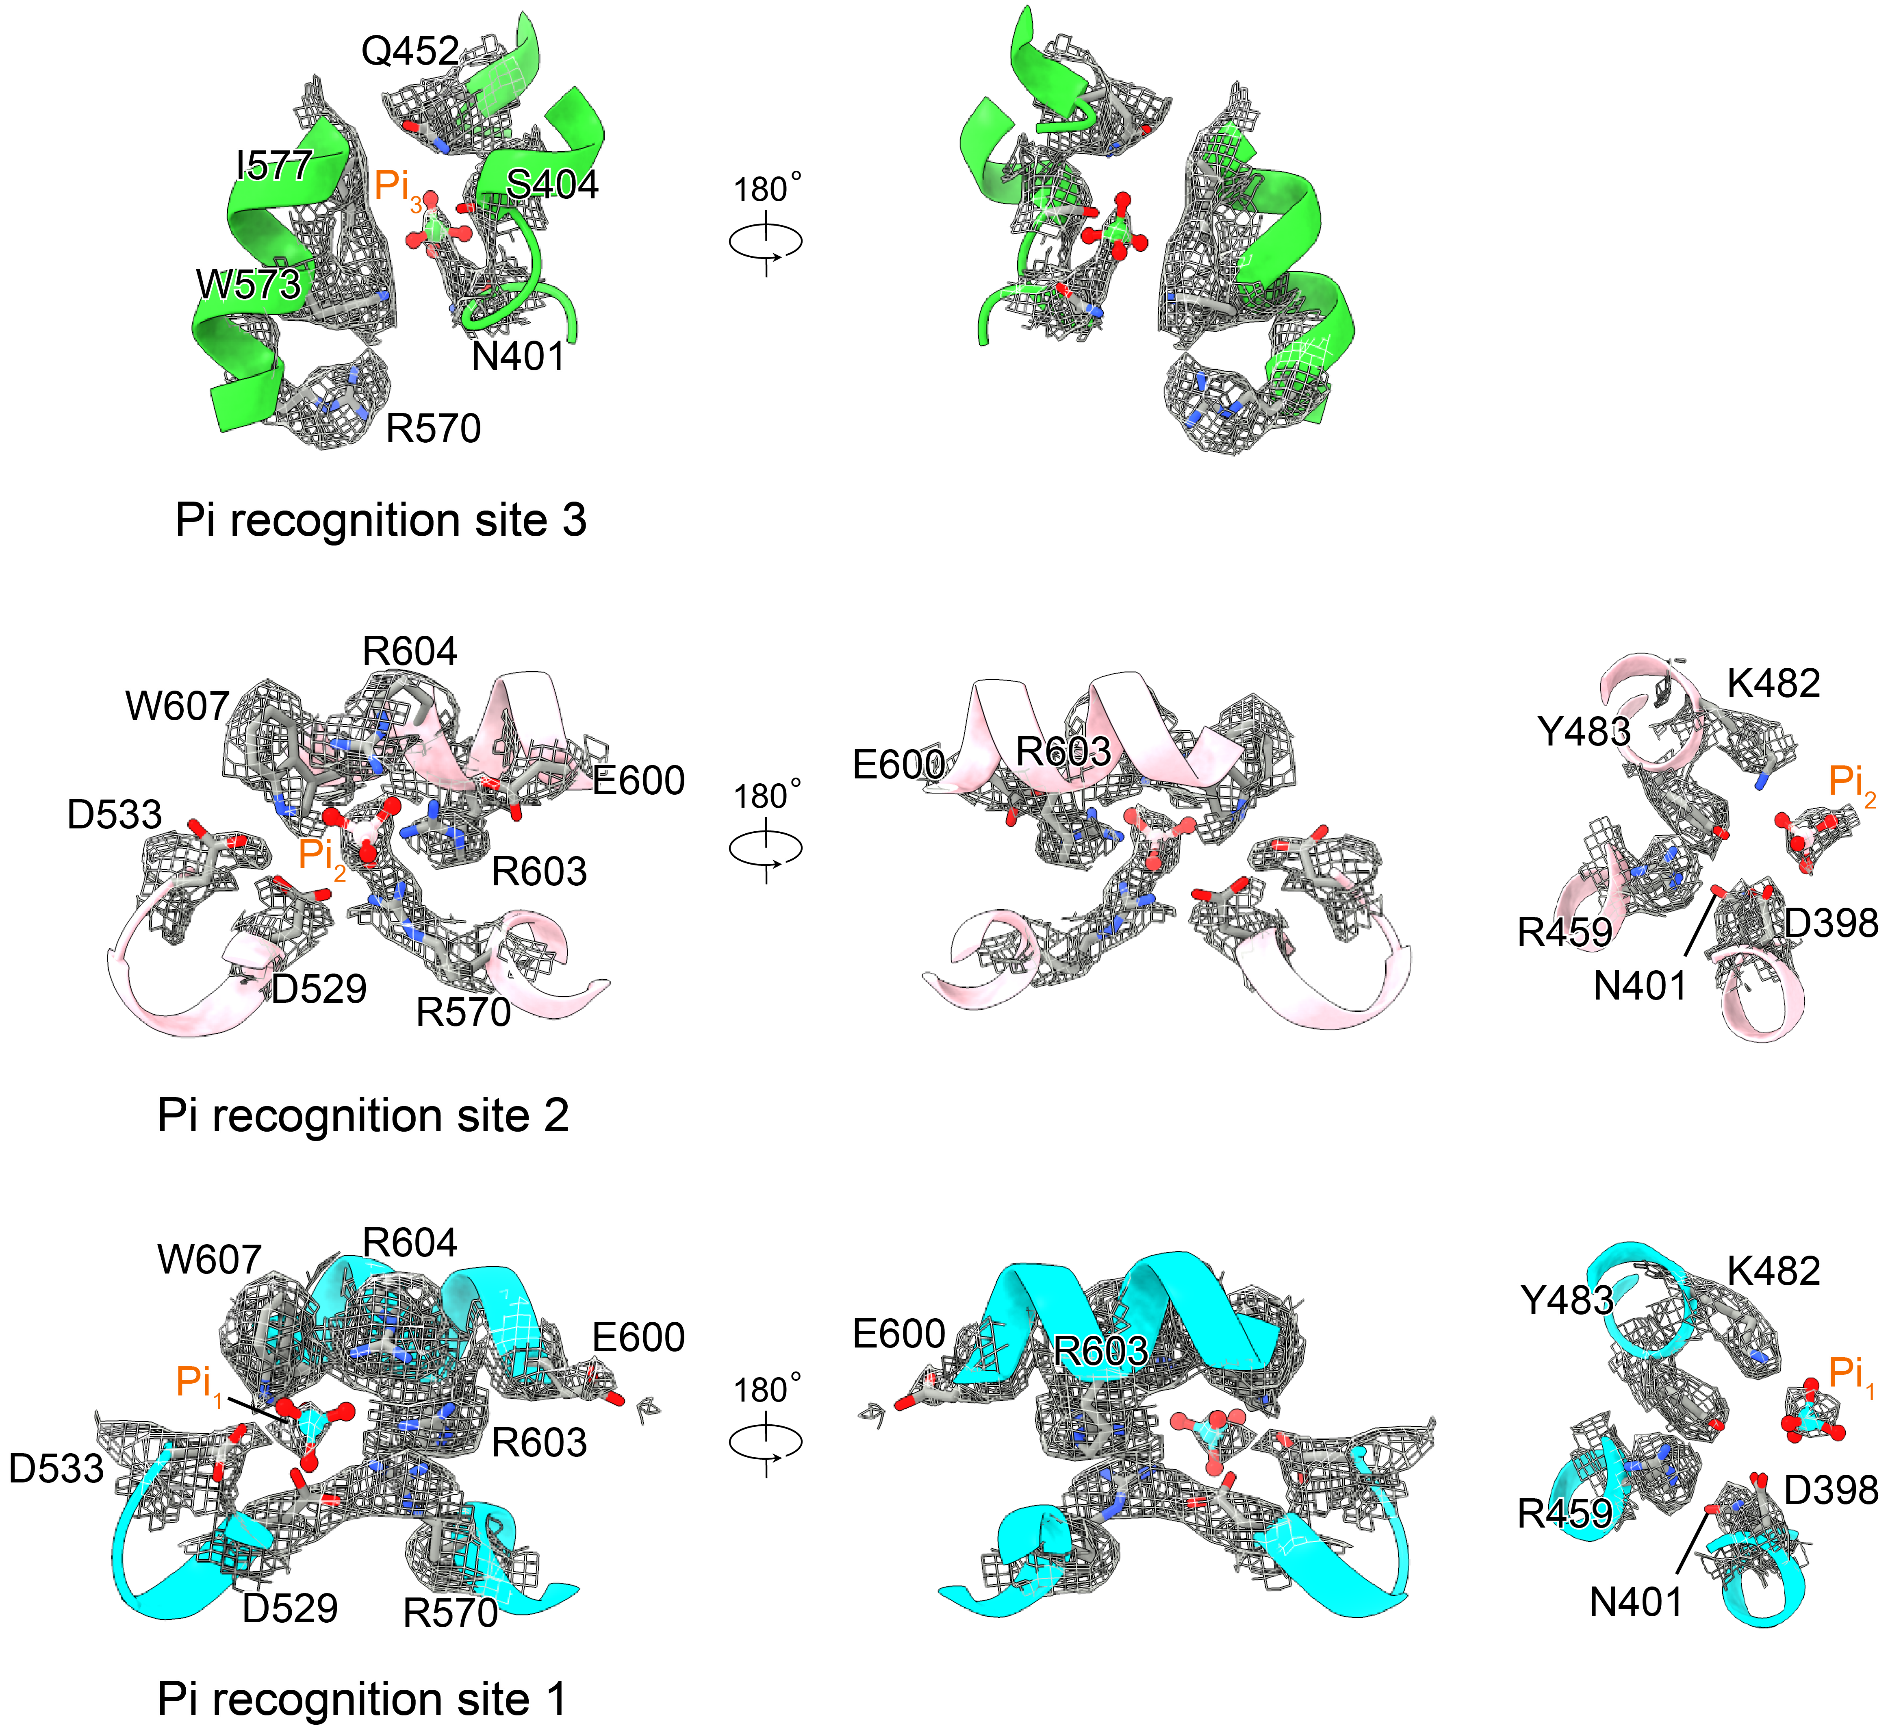 Q452
I577
Pi3
S404
180°
W573
N401
R570
Pi recognition site 3
R604
K482
W607
Y483
E600
E600
R603
Pi2
D533
180°
Pi2
R603
R459
D398
D529
N401
R570
Pi recognition site 2
R604
W607
K482
Y483
E600
E600
R603
Pi1
Pi1
180°
R603
D533
D398
R459
D529
R570
N401
Pi recognition site 1